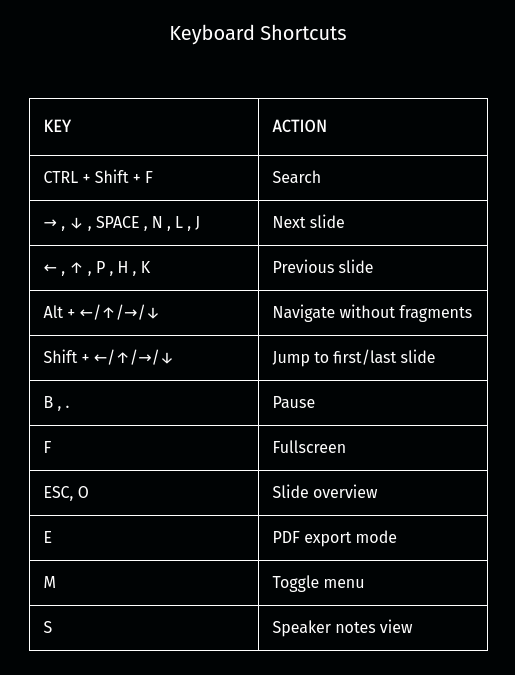 Keyboard Shortcuts
KEY ACTION
CTRL + Shift + F Search
→ , ↓ , SPACE , N , L , J Next slide
← , ↑ , P , H , K Previous slide
Alt + ←/↑/→/↓ Navigate without fragments
Shift + ←/↑/→/↓ Jump to first/last slide
B , . Pause
F Fullscreen
ESC, O Slide overview
E PDF export mode
M Toggle menu
S Speaker notes view